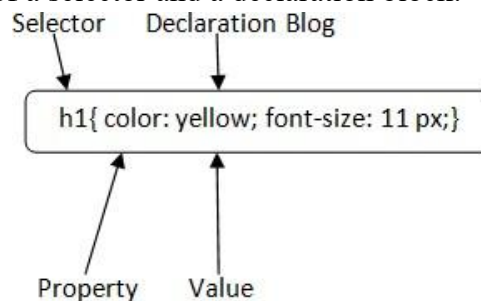 Selector Declaration Blog
h1{ color: yellow; font-size: 11 px;}
Property Value